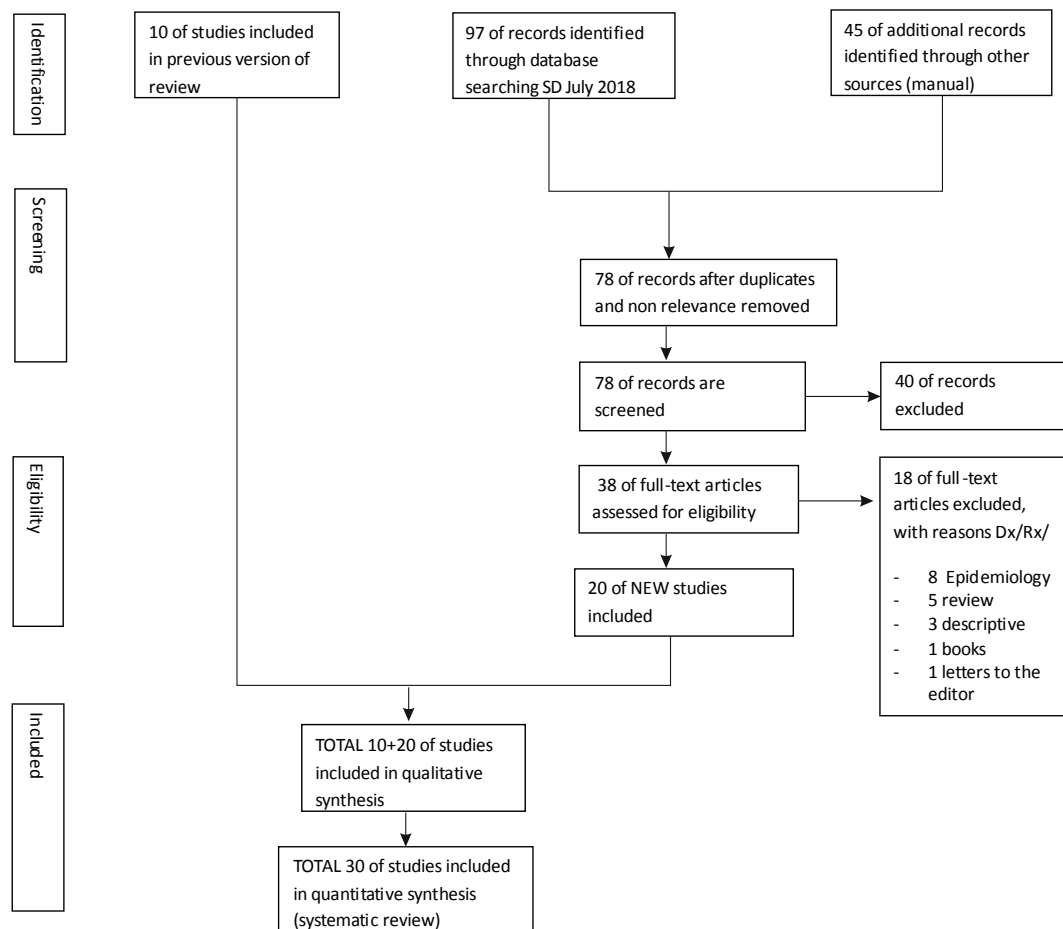 Identification
10 of studies included
in previous version of
review
97 of records identified
through database
searching SD July 2018
45 of additional records
identified through other
sources (manual)
Screening
78 of records after duplicates
and non relevance removed
78 of records are
screened
40 of records
excluded
Eligibility
38 of full-text articles
assessed for eligibility
18 of full-text
articles excluded,
with reasons Dx/Rx/
- 8 Epidemiology
- 5 review
- 3 descriptive
- 1 books
- 1 letters to the
editor
20 of NEW studies
included
Included
TOTAL 10+20 of studies
included in qualitative
synthesis
TOTAL 30 of studies included
in quantitative synthesis
(systematic review)